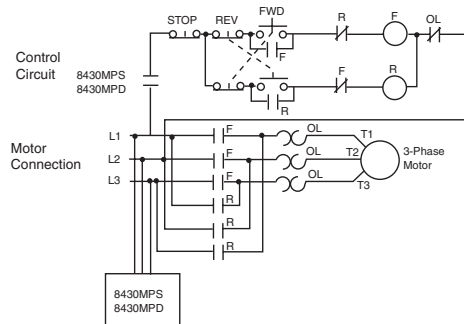 FWD
STOP
REV
R
F
OL
F
Control
Circuit
8430MPS
8430MPD
F
R
R
L1
F
OL
T1
Motor
Connection
L2
F
OL
T2
3-Phase
Motor
L3
F
OL
T3
R
R
R
8430MPS
8430MPD